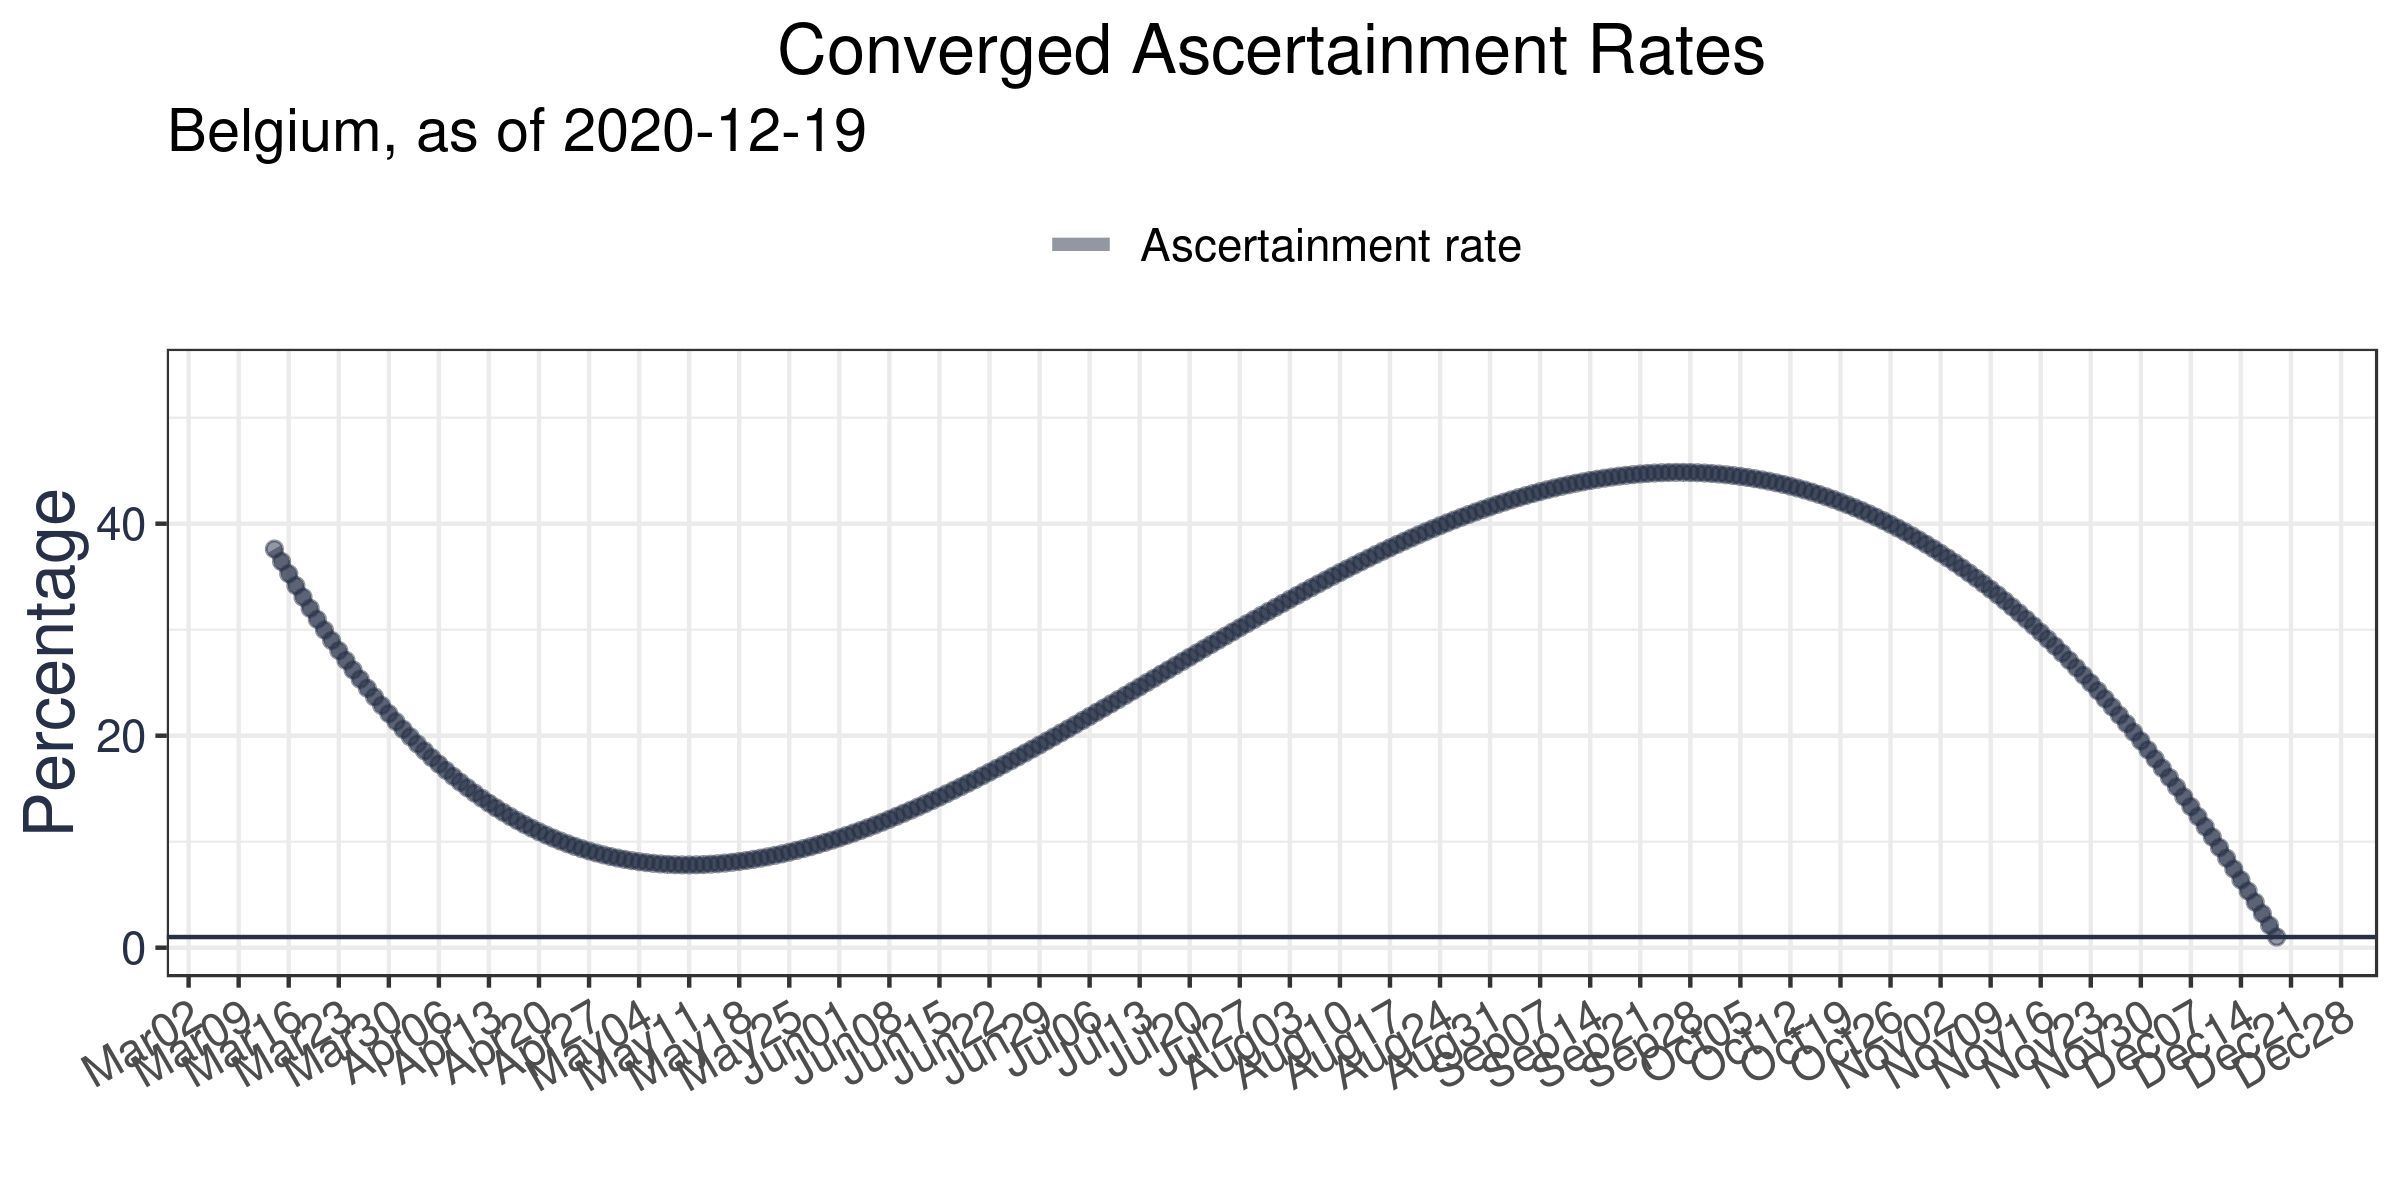 Converged Ascertainment Rates
Belgium, as of 2020-12-19
Ascertainment rate
Percentage
40
20
0
Mar02
Mar09
Mar16
Mar23
Mar30
Apr06
Apr13
Apr20
Apr27
May04
May11
May18
May25
Jun01
Jun08
Jun15
Jun22
Jun29
Jul06
Jul13
Jul20
Jul27
Aug03
Aug10
Aug17
Aug24
Aug31
Sep07
Sep14
Sep21
Sep28
Oct05
Oct12
Oct19
Oct26
Nov02
Nov09
Nov16
Nov23
Nov30
Dec07
Dec14
Dec21
Dec28